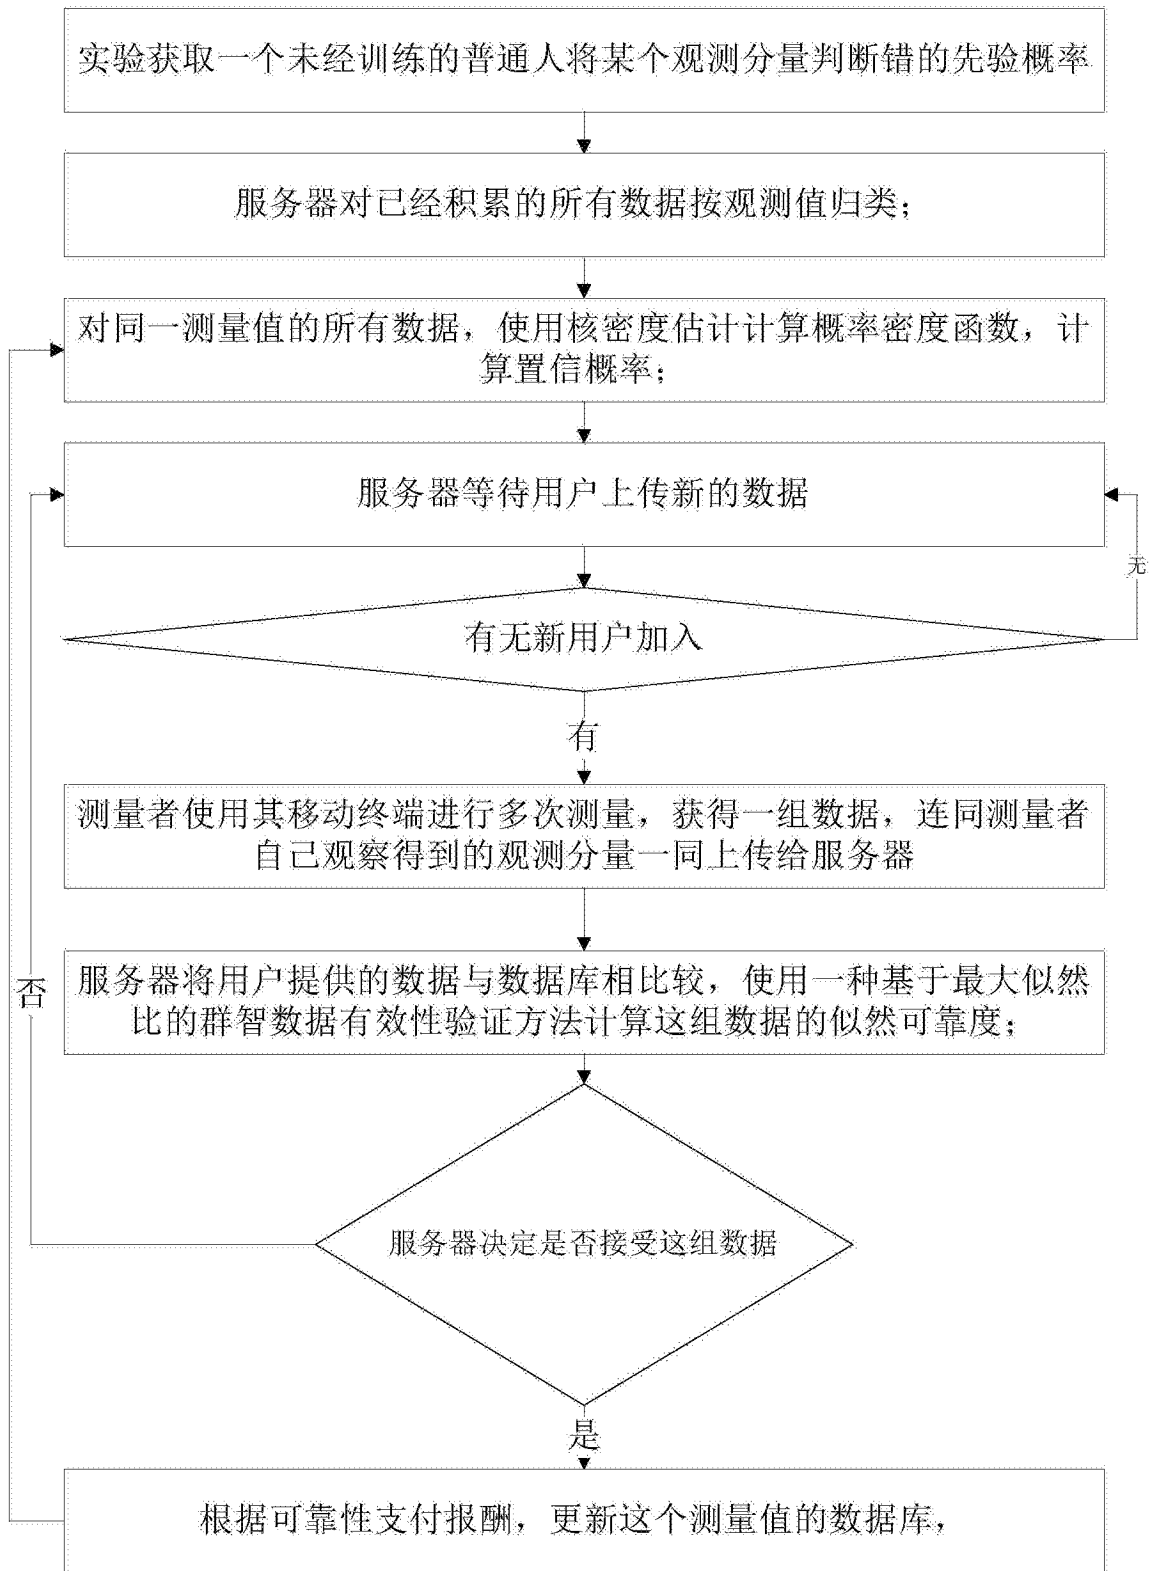 实验获取一个未经训练的普通人将某个观测分量判断错的先验概率
服务器对已经积累的所有数据按观测值归类；
对同一测量值的所有数据，使用核密度估计计算概率密度函数，计
算置信概率；
服务器等待用户上传新的数据
无
有无新用户加入
有
测量者使用其移动终端进行多次测量，获得一组数据，连同测量者
自己观察得到的观测分量一同上传给服务器
服务器将用户提供的数据与数据库相比较，使用一种基于最大似然
比的群智数据有效性验证方法计算这组数据的似然可靠度；
否
服务器决定是否接受这组数据
是
根据可靠性支付报酬，更新这个测量值的数据库，